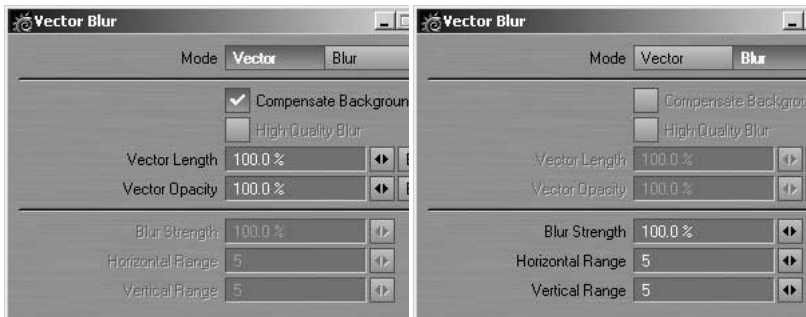 Vector Blur
Mode Vector Blur
Compensate Backgroun
High Quality Blur
Vector Length 100.0 %
Vector Opacity 100.0 %
Blur Strength 100.0 %
Horizontal Range 5
Vertical Range 5
Vector Blur
Mode Vector Blur
Compensate Backgrou
High Quality Blur
Vector Length 100.0 %
Vector Opacity 100.0 %
Blur Strength 100.0 %
Horizontal Range 5
Vertical Range 5